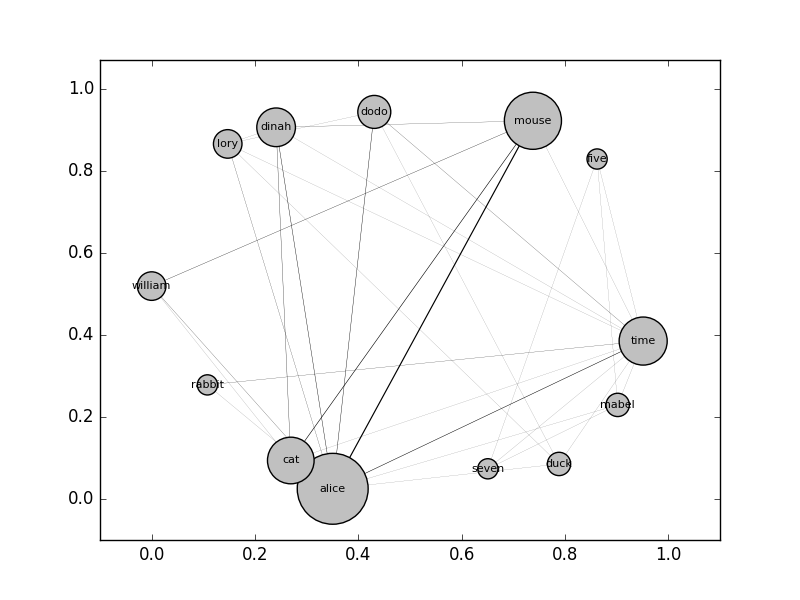 1.0
0.8
0.6
0.4
0.2
0.0
dodo
mouse
dinah
lory
five
william
time
rabbit
mabel
cat
duck
seven
alice
0.0 0.2 0.4 0.6 0.8 1.0